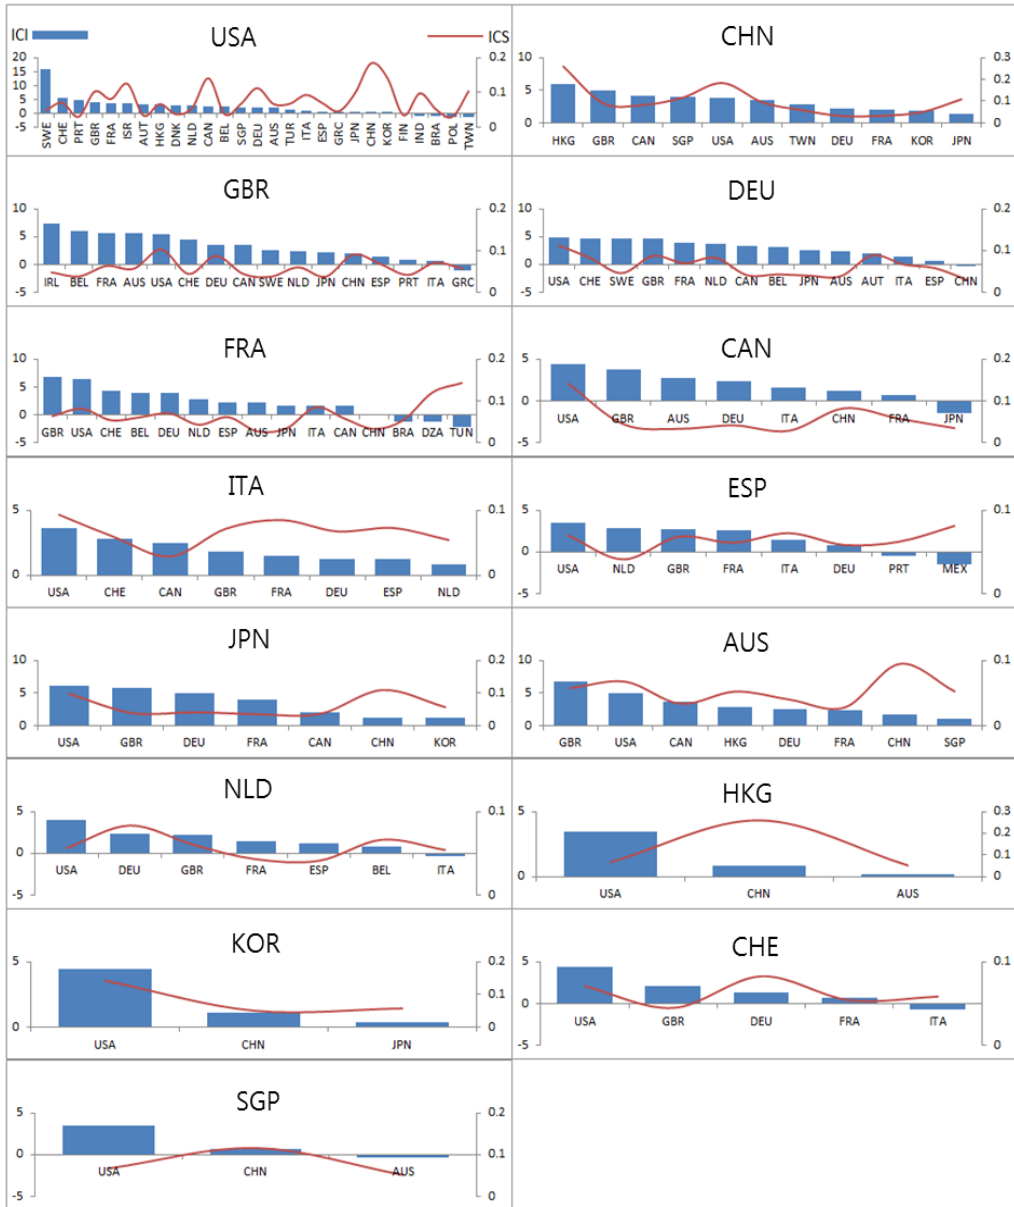 ICI USA ICS
20 0.2
15
10 0.1
5
0
-5 0
SWE CHE PRT GBR FRA ISR AUT HKG DNK NLD CAN BEL SGP DEU AUS TUR ITA ESP GRC JPN CHN KOR FIN IND BRA POL TWN
CHN
10 0.3
0.2
5
0.1
0 0
HKG GBR CAN SGP USA AUS TWN DEU FRA KOR JPN
GBR
10 0.2
5
0.1
0
-5 0
IRL BEL FRA AUS USA CHE DEU CAN SWE NLD JPN CHN ESP PRT ITA GRC
DEU
10 0.2
5
0.1
0
-5 0
USA CHE SWE GBR FRA NLD CAN BEL JPN AUS AUT ITA ESP CHN
FRA
10 0.2
5
0.1
0
-5 0
GBR USA CHE BEL DEU NLD ESP AUS JPN ITA CAN CHN BRA DZA TUN
CAN
5 0.2
0 0.1
-5 0
USA GBR AUS DEU ITA CHN FRA JPN
ITA
5 0.1
0 0
USA CHE CAN GBR FRA DEU ESP NLD
ESP
5 0.1
0
-5 0
USA NLD GBR FRA ITA DEU PRT MEX
JPN
10 0.2
5 0.1
0 0
USA GBR DEU FRA CAN CHN KOR
AUS
10 0.1
5
0 0
GBR USA CAN HKG DEU FRA CHN SGP
NLD
5 0.1
0
-5 0
USA DEU GBR FRA ESP BEL ITA
HKG
5 0.3
0.2
0.1
0 0
USA CHN AUS
KOR
5 0.2
0.1
0 0
USA CHN JPN
CHE
5 0.1
0
-5 0
USA GBR DEU FRA ITA
SGP
5 0.2
0 0.1
-5 0
USA CHN AUS